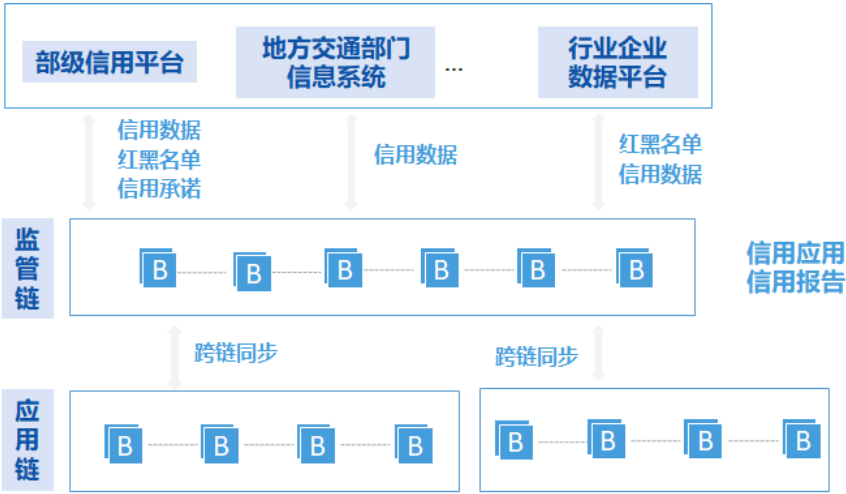 部级信用平台
地方交通部门
信息系统
...
行业企业
数据平台
信用数据
红黑名单
信用承诺
信用数据
红黑名单
信用数据
监管链
B B B B B B
信用应用
信用报告
跨链同步
跨链同步
应用链
B B B B
B B B B